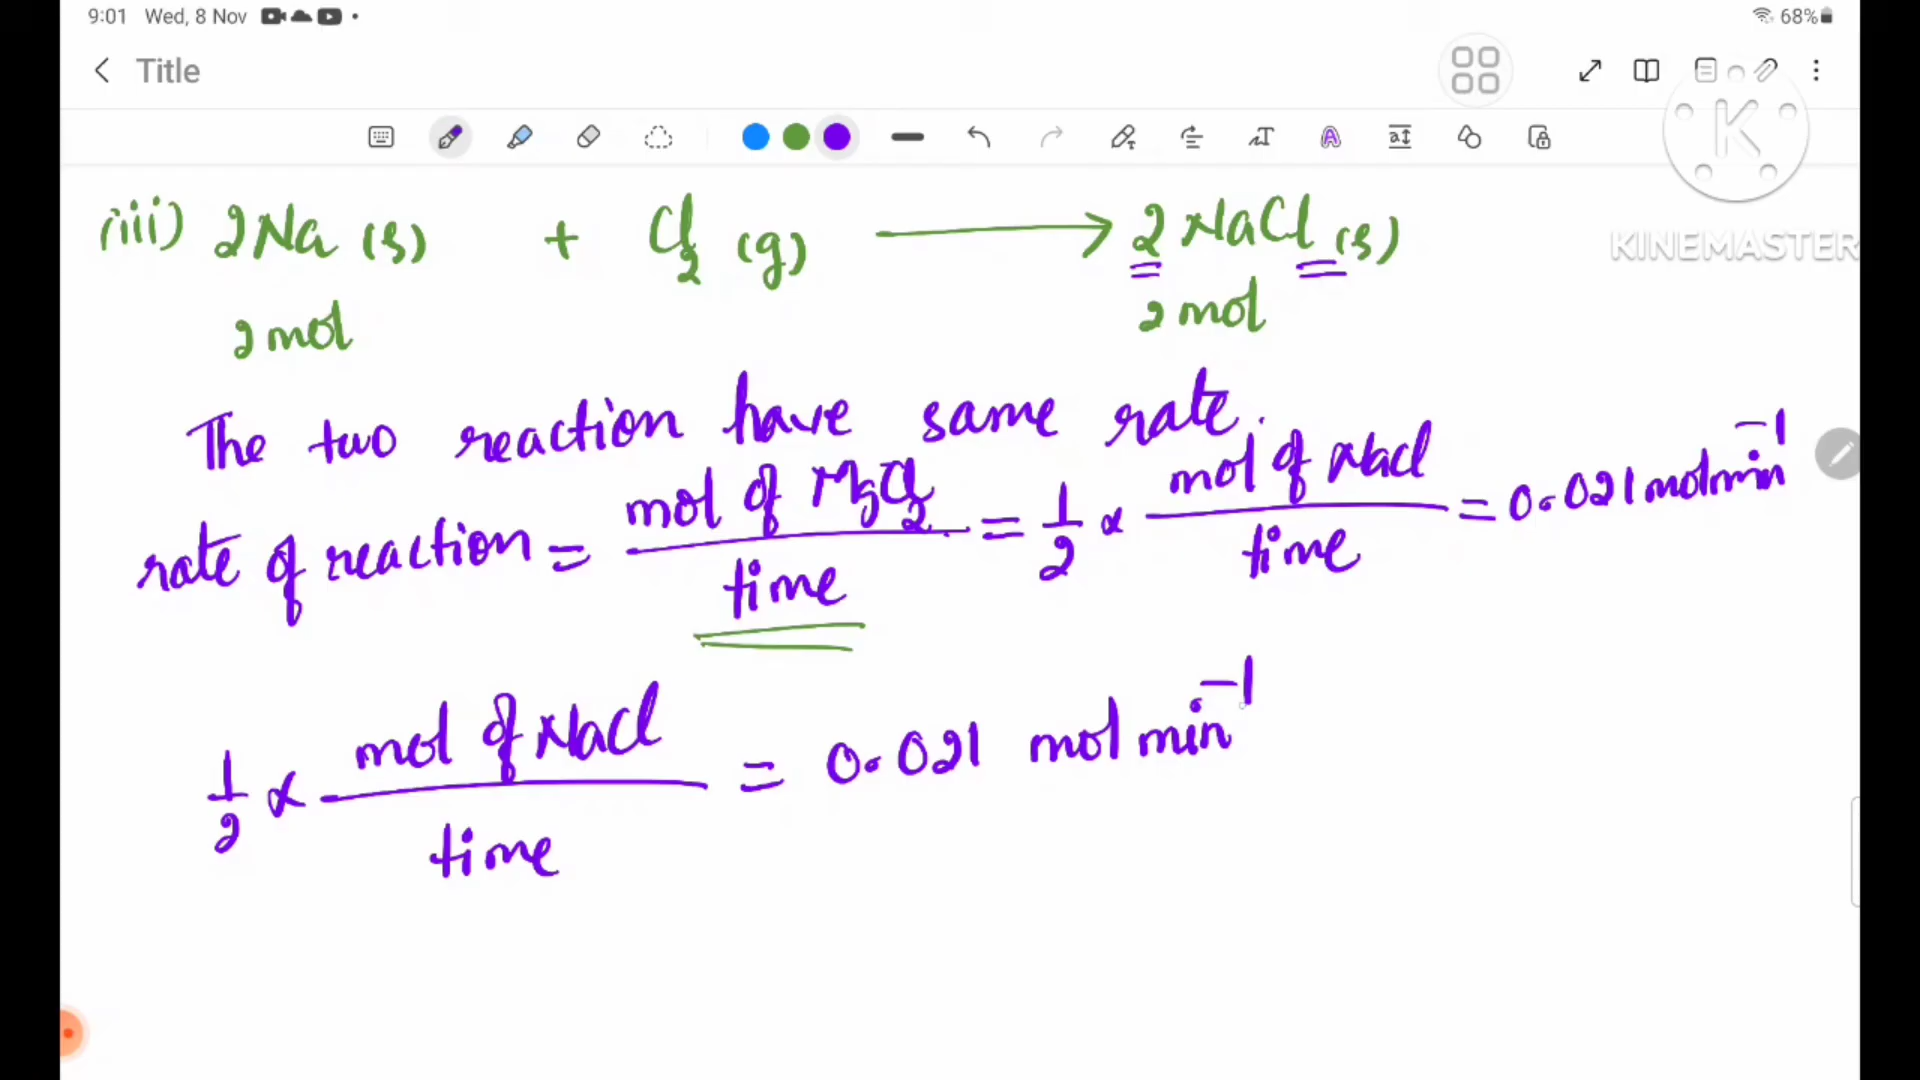 9:01 Wed, 8 Nov 68%
Title
K
KINEMASTER
(iii) 2Na (s) + Cl2 (g) → 2 NaCl (s)
2 mol 2 mol
The two reaction have same rate.
rate of reaction = mol of MgCl2 / time = 1/2 × mol of NaCl / time = 0.021 mol min⁻¹
1/2 × mol of NaCl / time = 0.021 mol min⁻¹